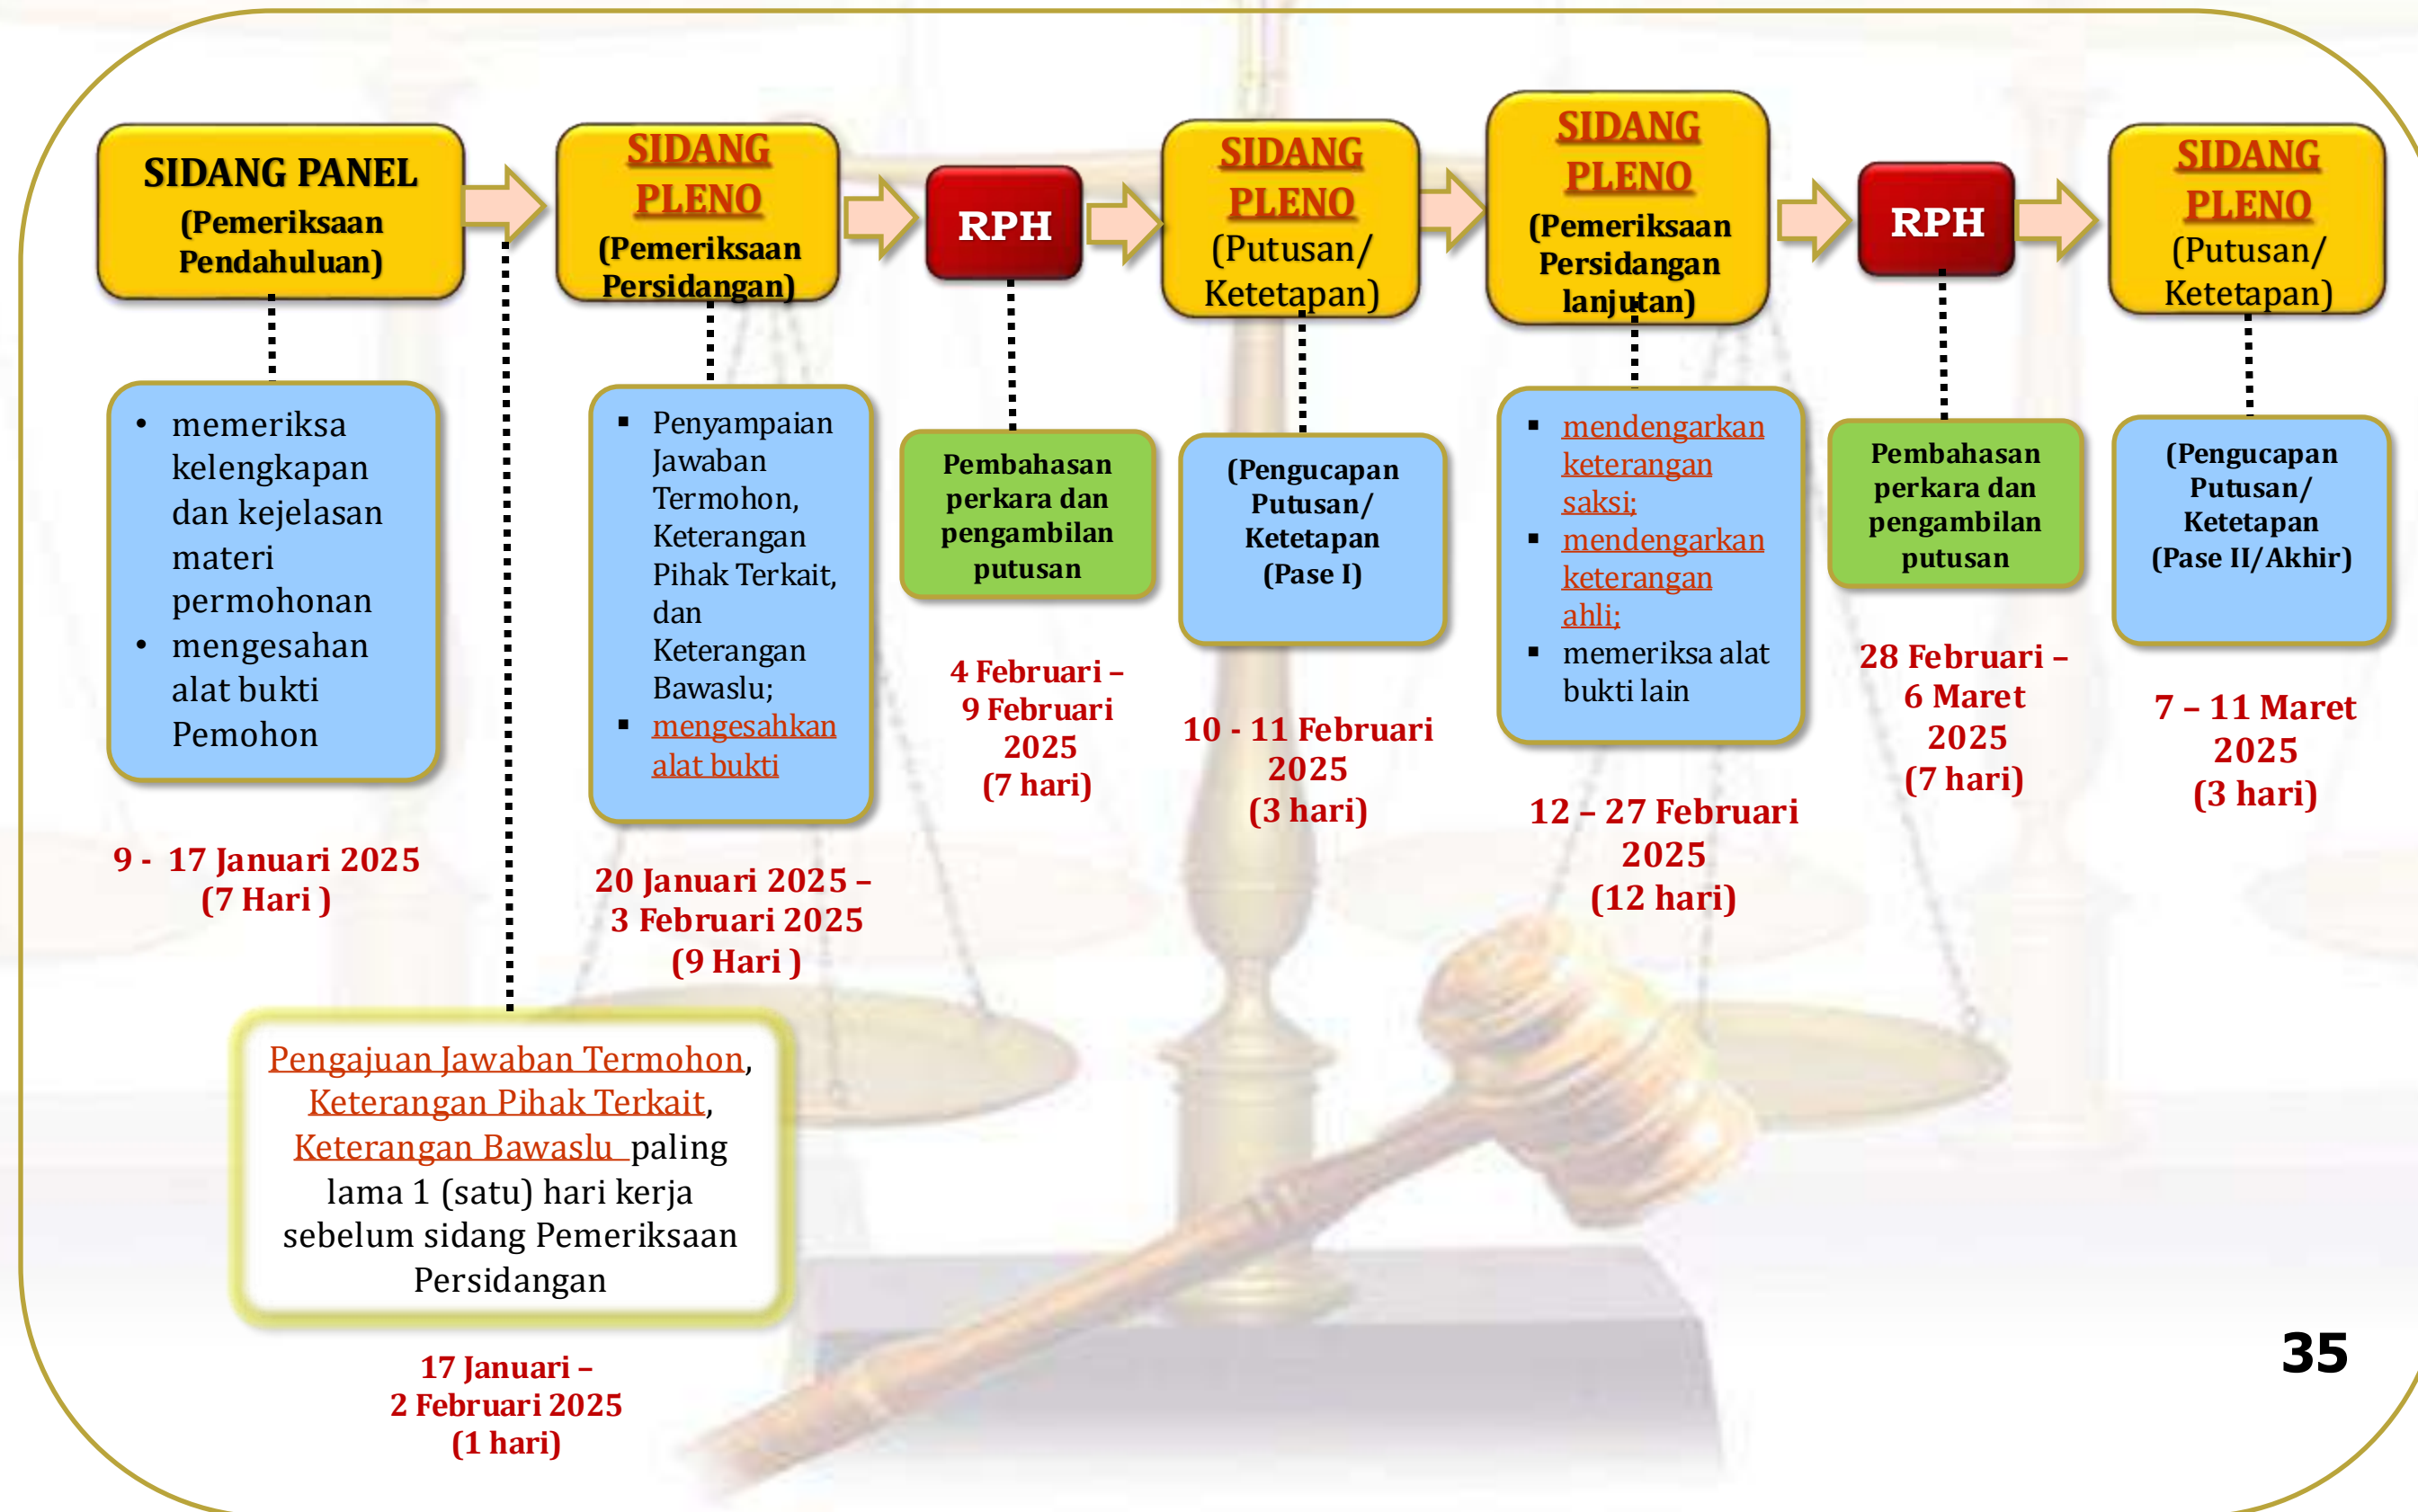 SIDANG PANEL
(Pemeriksaan
Pendahuluan)
SIDANG
PLENO
(Pemeriksaan
Persidangan)
RPH
SIDANG
PLENO
(Putusan/
Ketetapan)
SIDANG
PLENO
(Pemeriksaan
Persidangan
lanjutan)
RPH
SIDANG
PLENO
(Putusan/
Ketetapan)
• memeriksa
kelengkapan
dan kejelasan
materi
permohonan
• mengesahan
alat bukti
Pemohon
9 - 17 Januari 2025
(7 Hari )
▪ Penyampaian
Jawaban
Termohon,
Keterangan
Pihak Terkait,
dan
Keterangan
Bawaslu;
▪ mengesahkan
alat bukti
20 Januari 2025 –
3 Februari 2025
(9 Hari )
Pembahasan
perkara dan
pengambilan
putusan
4 Februari –
9 Februari
2025
(7 hari)
(Pengucapan
Putusan/
Ketetapan
(Pase I)
10 - 11 Februari
2025
(3 hari)
▪ mendengarkan
keterangan
saksi;
▪ mendengarkan
keterangan
ahli;
▪ memeriksa alat
bukti lain
12 – 27 Februari
2025
(12 hari)
Pembahasan
perkara dan
pengambilan
putusan
28 Februari –
6 Maret
2025
(7 hari)
(Pengucapan
Putusan/
Ketetapan
(Pase II/Akhir)
7 – 11 Maret
2025
(3 hari)
Pengajuan Jawaban Termohon,
Keterangan Pihak Terkait,
Keterangan Bawaslu paling
lama 1 (satu) hari kerja
sebelum sidang Pemeriksaan
Persidangan
17 Januari –
2 Februari 2025
(1 hari)
35